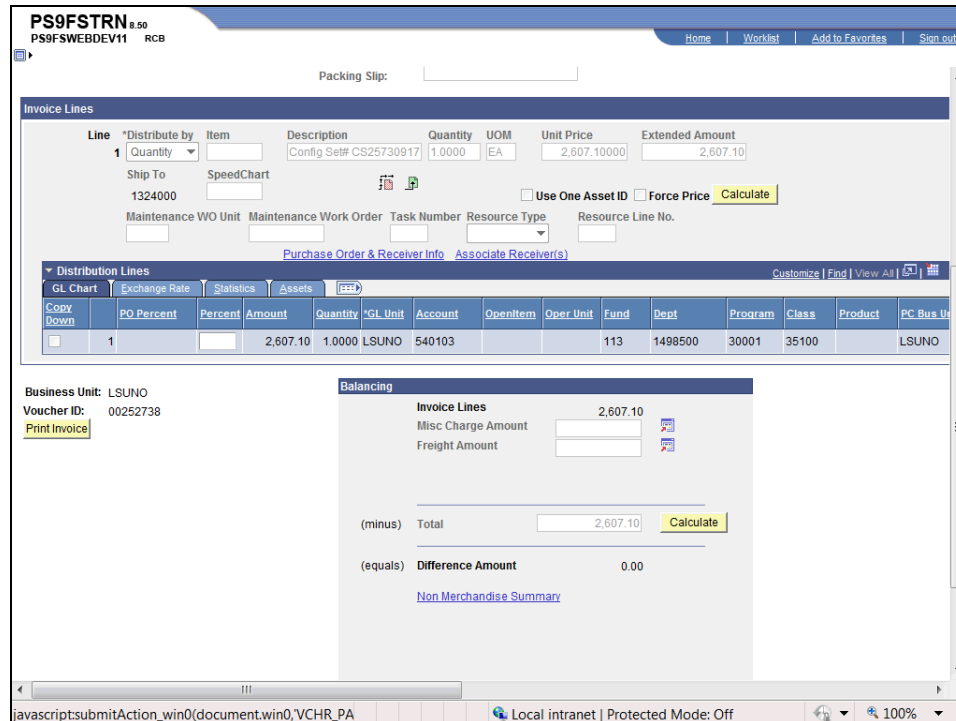 PS9FSTRN 8.50
PS9FSWEBDEV11 RCB
Home Worklist Add to Favorites Sign out
Packing Slip:
Invoice Lines
Line *Distribute by Item Description Quantity UOM Unit Price Extended Amount
1 Quantity Config Set# CS25730917 1.0000 EA 2,607.10000 2,607.10
Ship To SpeedChart
1324000 Use One Asset ID Force Price Calculate
Maintenance WO Unit Maintenance Work Order Task Number Resource Type Resource Line No.
Purchase Order & Receiver Info Associate Receiver(s)
Distribution Lines Customize | Find | View All
GL Chart Exchange Rate Statistics Assets
Copy Down PO Percent Percent Amount Quantity *GL Unit Account OpenItem Oper Unit Fund Dept Program Class Product PC Bus Un
1 2,607.10 1.0000 LSUNO 540103 113 1498500 30001 35100 LSUNO
Business Unit: LSUNO
Voucher ID: 00252738
Print Invoice
Balancing
Invoice Lines 2,607.10
Misc Charge Amount
Freight Amount
(minus) Total 2,607.10 Calculate
(equals) Difference Amount 0.00
Non Merchandise Summary
javascript:submitAction_win0(document.win0,'VCHR_PA Local intranet | Protected Mode: Off 100%